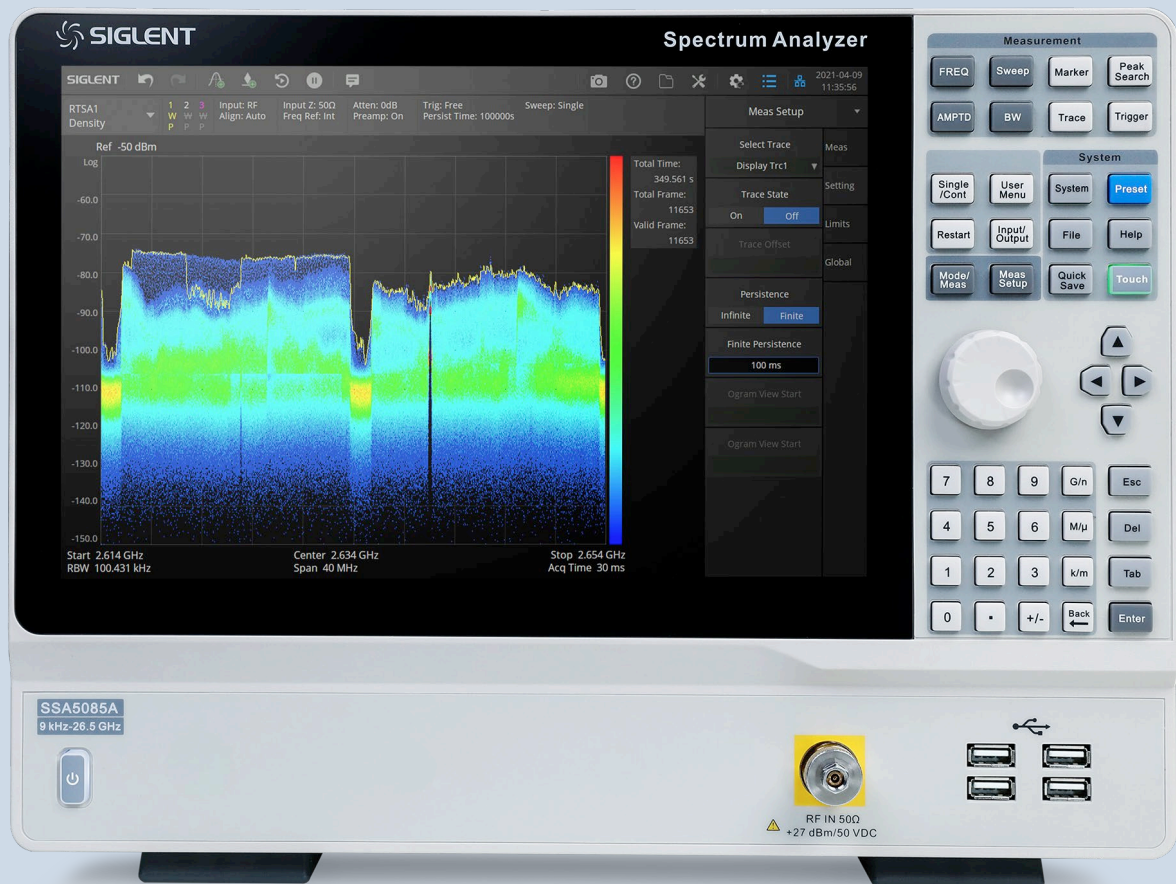 SIGLENT
Spectrum Analyzer
SIGLENT
2021-04-09
11:35:56
RTSA1
Density
1 2 3
W W W
P P P
Input: RF
Align: Auto
Input Z: 50Ω
Freq Ref: Int
Atten: 0dB
Preamp: On
Trig: Free
Persist Time: 100000s
Sweep: Single
Ref -50 dBm
Log
-60.0
-70.0
-80.0
-90.0
-100.0
-110.0
-120.0
-130.0
-140.0
-150.0
Total Time:
349.561 s
Total Frame:
11653
Valid Frame:
11653
Start 2.614 GHz
RBW 100.431 kHz
Center 2.634 GHz
Span 40 MHz
Stop 2.654 GHz
Acq Time 30 ms
Meas Setup
Select Trace
Display Trc1
Trace State
On Off
Trace Offset
Persistence
Infinite Finite
Finite Persistence
100 ms
Ogram View Start
Ogram View Start
Meas
Setting
Limits
Global
Measurement
FREQ
Sweep
Marker
Peak
Search
AMPTD
BW
Trace
Trigger
System
Single
/Cont
User
Menu
System
Preset
Restart
Input/
Output
File
Help
Mode/
Meas
Meas
Setup
Quick
Save
Touch
7 8 9 G/n Esc
4 5 6 M/µ Del
1 2 3 k/m Tab
0 . +/- Back Enter
SSA5085A
9 kHz-26.5 GHz
RF IN 50Ω
+27 dBm/50 VDC